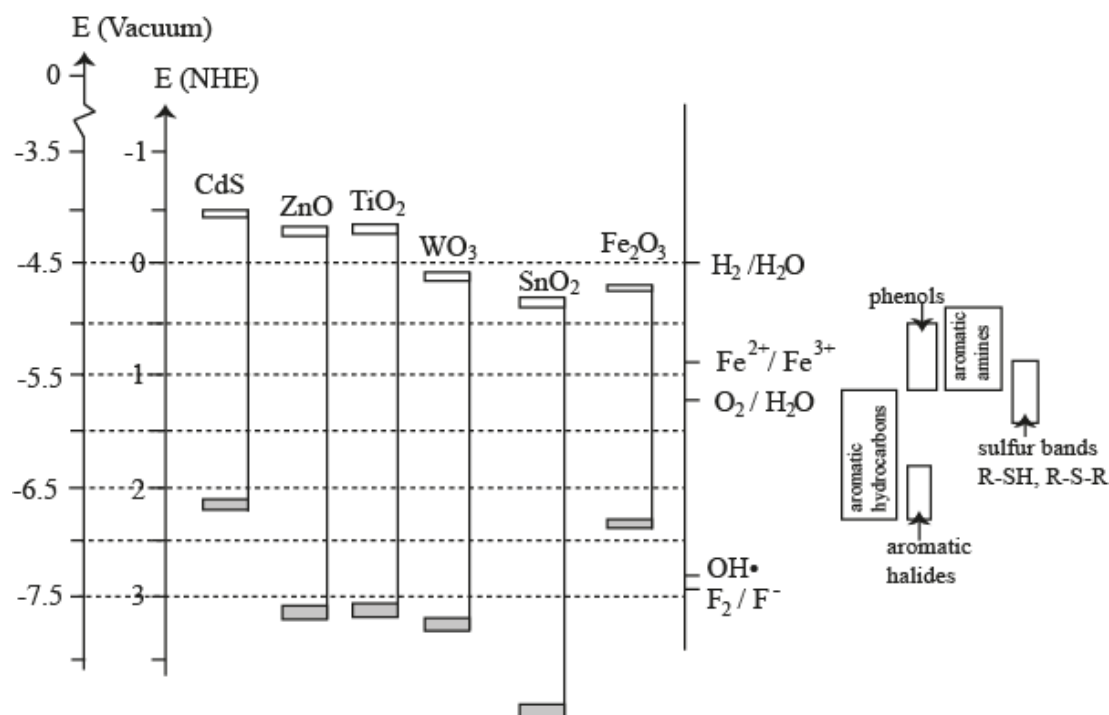 E (Vacuum)
E (NHE)
0
-3.5
-4.5
-5.5
-6.5
-7.5
-1
0
1
2
3
CdS
ZnO
TiO₂
WO₃
SnO₂
Fe₂O₃
H₂ /H₂O
Fe²⁺/ Fe³⁺
O₂ / H₂O
OH•
F₂ / F⁻
phenols
aromatic
amines
aromatic
hydrocarbons
sulfur bands
R-SH, R-S-R
aromatic
halides